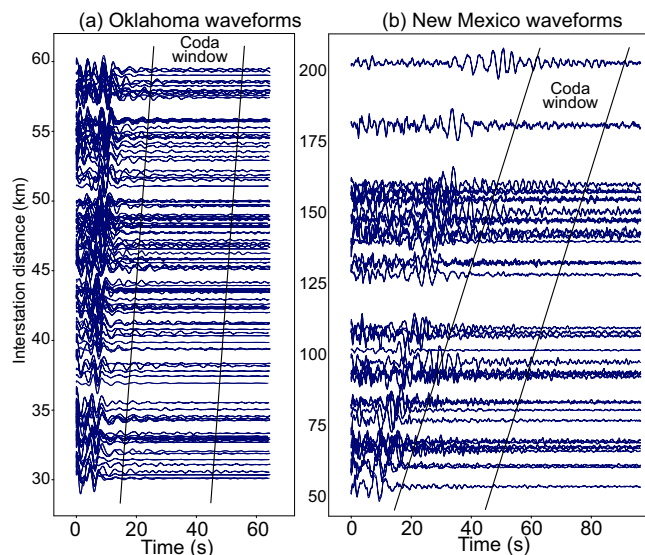 (a) Oklahoma waveforms
(b) New Mexico waveforms
Interstation distance (km)
60
55
50
45
40
35
30
Coda
window
0
20
40
60
Time (s)
200
175
150
125
100
75
50
Coda
window
0
20
40
60
80
Time (s)